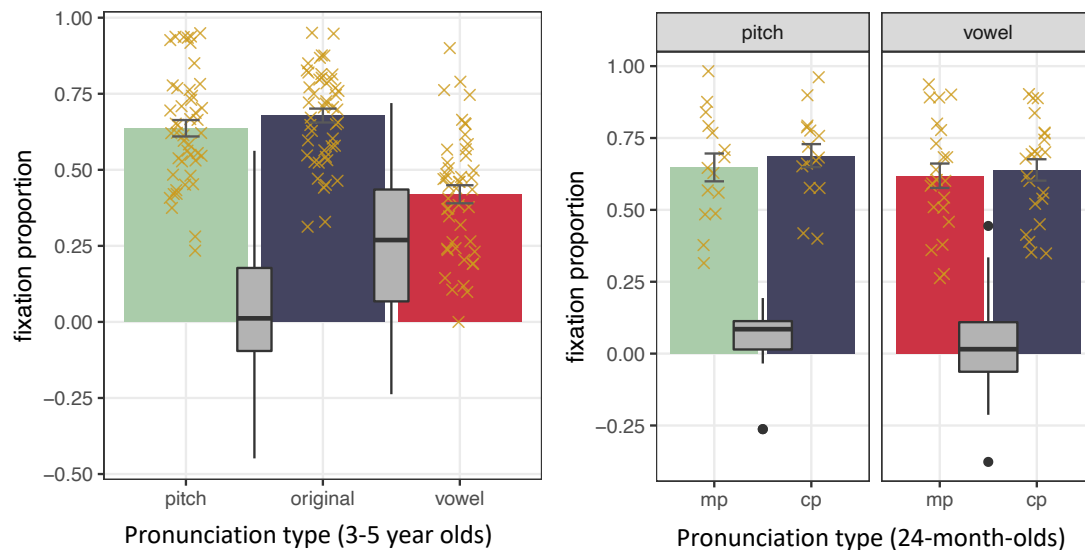 fixation proportion
1.00
0.75
0.50
0.25
0.00
−0.25
−0.50
pitch original vowel
Pronunciation type (3-5 year olds)
pitch vowel
fixation proportion
1.00
0.75
0.50
0.25
0.00
−0.25
mp cp mp cp
Pronunciation type (24-month-olds)